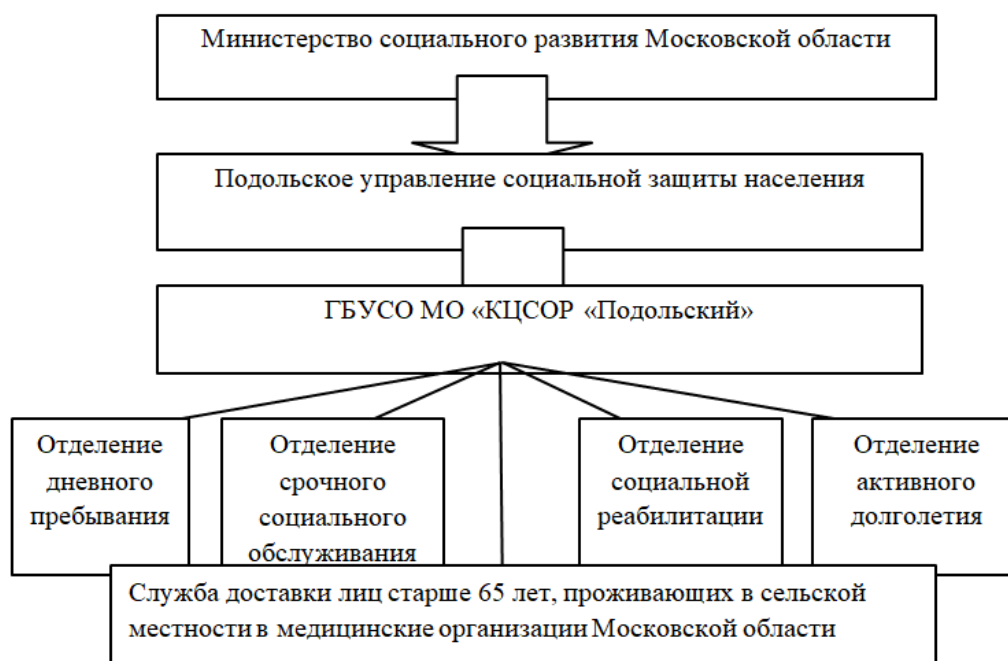 Министерство социального развития Московской области
Подольское управление социальной защиты населения
ГБУСО МО «КЦСОР «Подольский»
Отделение
дневного
пребывания
Отделение
срочного
социального
обслуживания
Отделение
социальной
реабилитации
Отделение
активного
долголетия
Служба доставки лиц старше 65 лет, проживающих в сельской
местности в медицинские организации Московской области